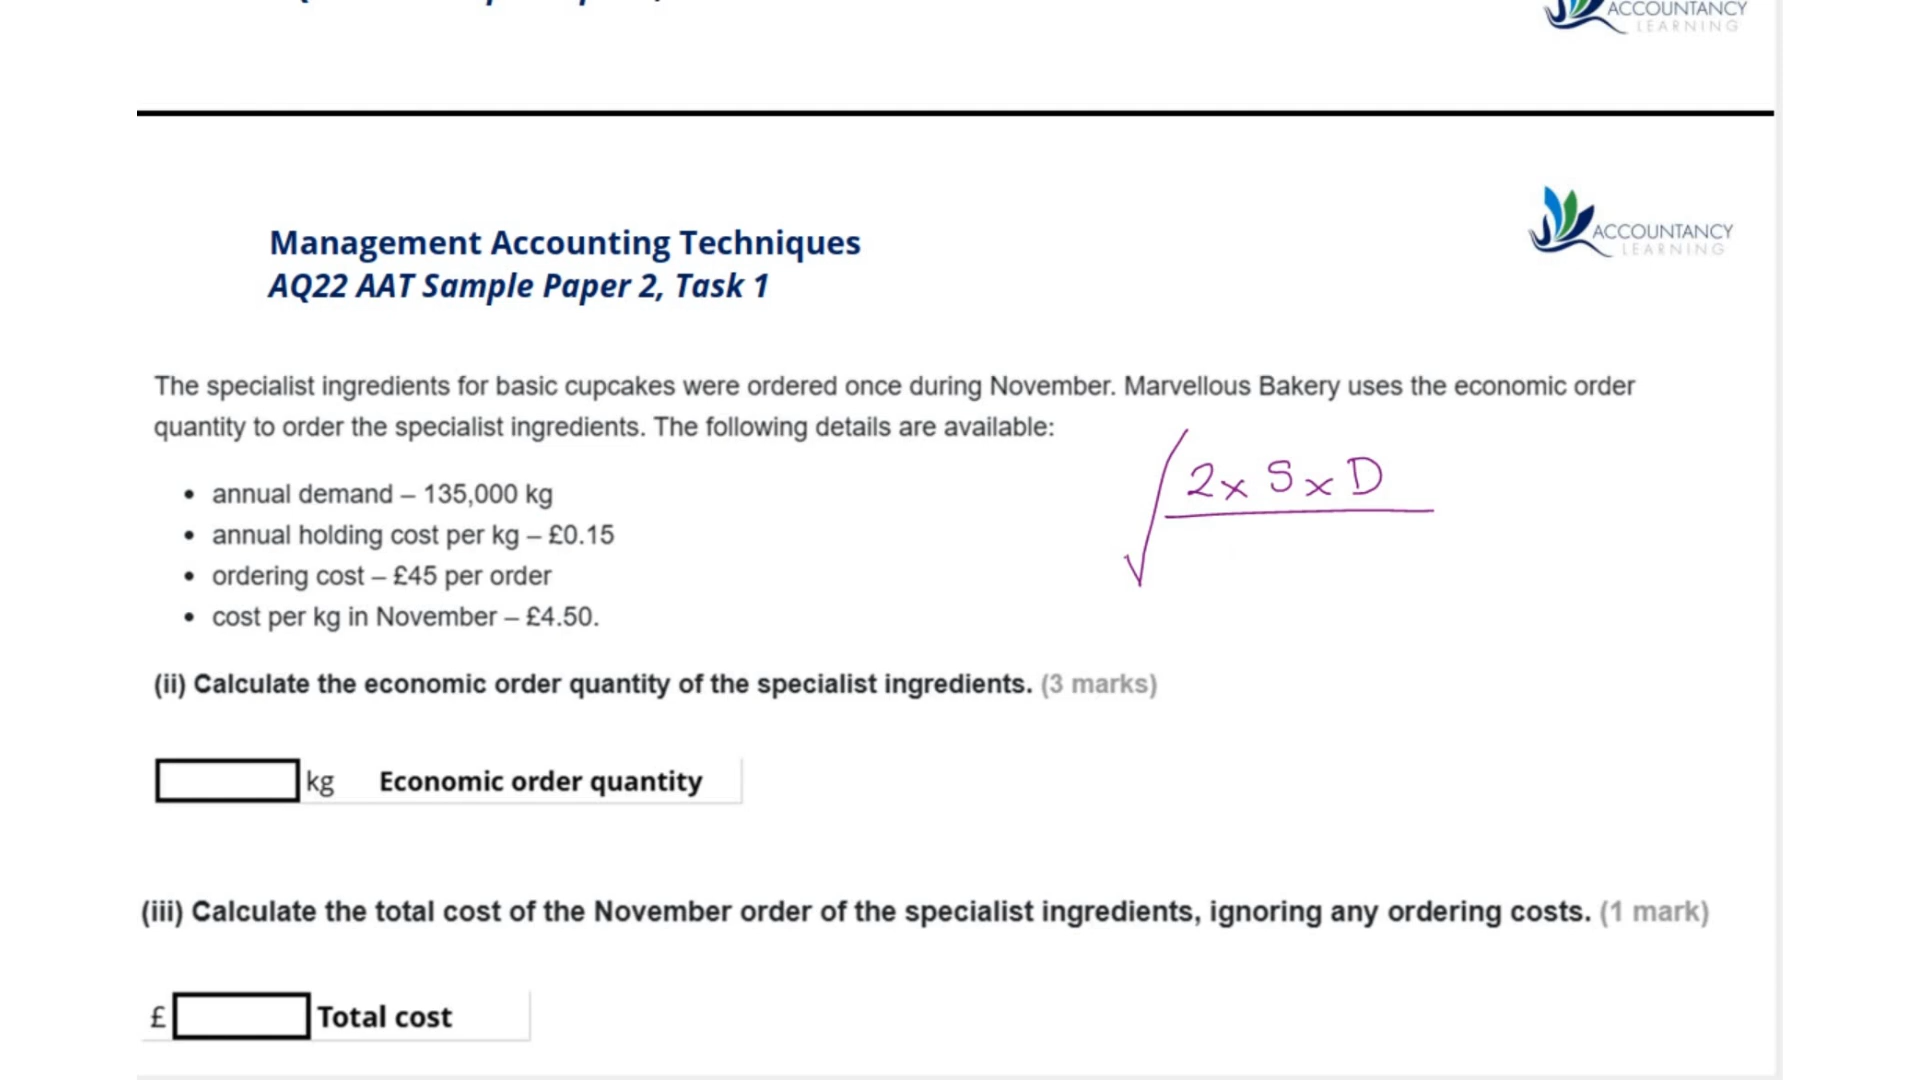 ACCOUNTANCY
LEARNING
Management Accounting Techniques
AQ22 AAT Sample Paper 2, Task 1
ACCOUNTANCY
LEARNING
The specialist ingredients for basic cupcakes were ordered once during November. Marvellous Bakery uses the economic order
quantity to order the specialist ingredients. The following details are available:
• annual demand – 135,000 kg
• annual holding cost per kg – £0.15
• ordering cost – £45 per order
• cost per kg in November – £4.50.
√ 2 x S x D
(ii) Calculate the economic order quantity of the specialist ingredients. (3 marks)
kg Economic order quantity
(iii) Calculate the total cost of the November order of the specialist ingredients, ignoring any ordering costs. (1 mark)
£ Total cost